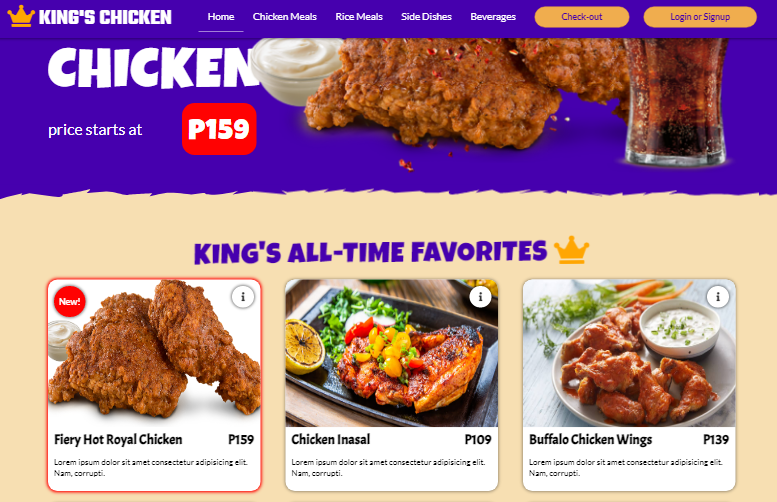 KING'S CHICKEN
Home Chicken Meals Rice Meals Side Dishes Beverages Check-out Login or Signup
CHICKEN
price starts at P159
KING'S ALL-TIME FAVORITES
New! i i i
Fiery Hot Royal Chicken P159
Lorem ipsum dolor sit amet consectetur adipisicing elit.
Nam, corrupti.
Chicken Inasal P109
Lorem ipsum dolor sit amet consectetur adipisicing elit.
Nam, corrupti.
Buffalo Chicken Wings P139
Lorem ipsum dolor sit amet consectetur adipisicing elit.
Nam, corrupti.